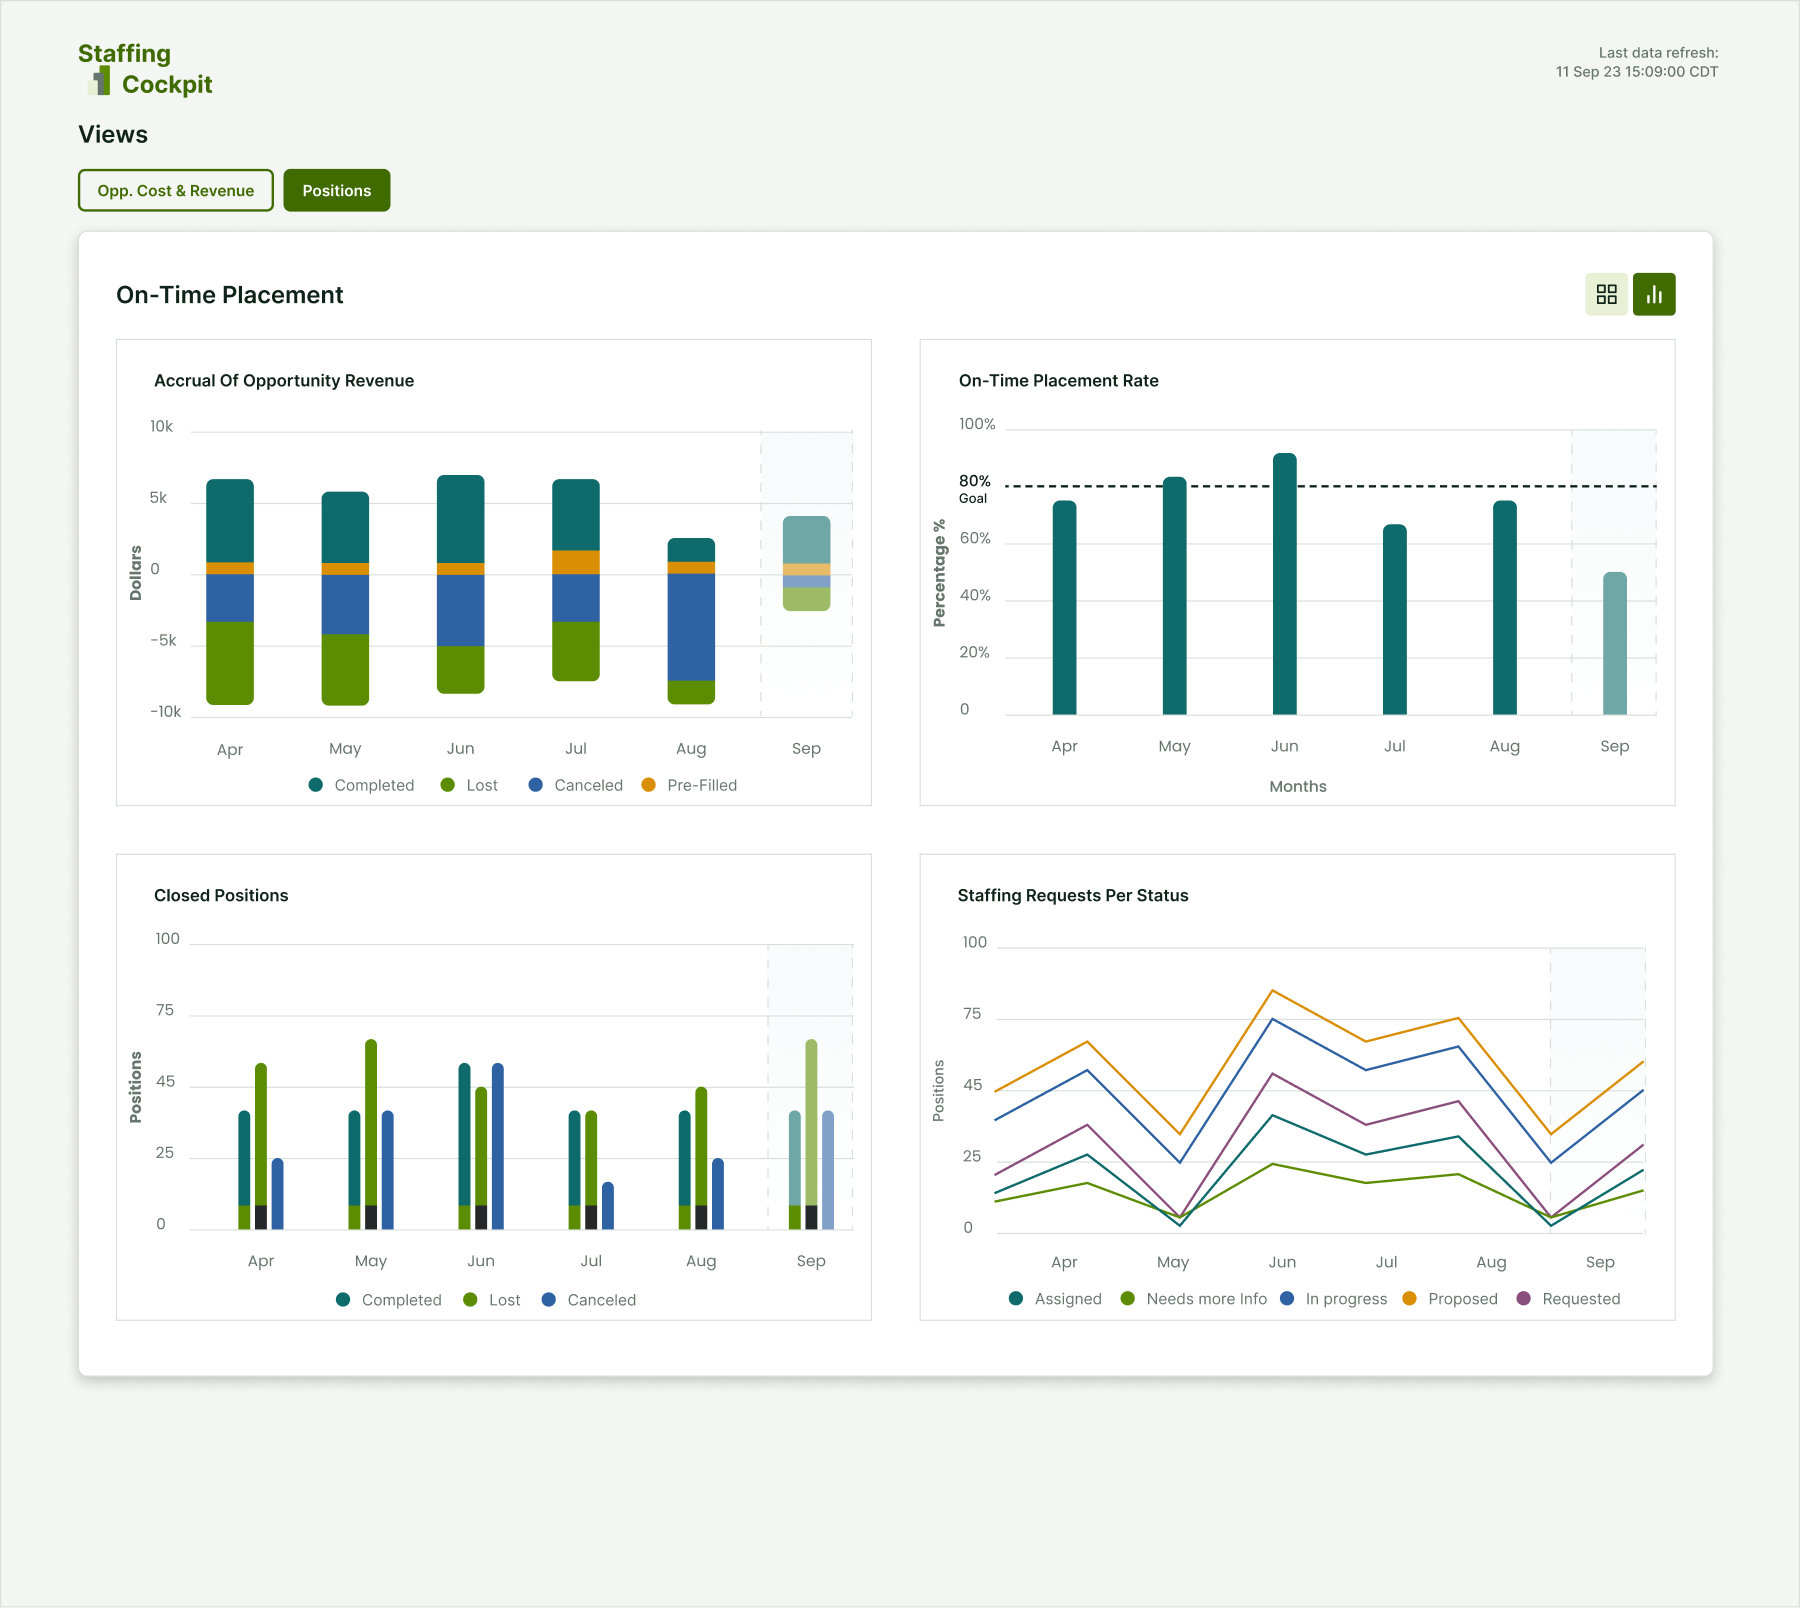 Staffing
Cockpit
Last data refresh:
11 Sep 23 15:09:00 CDT
Views
Opp. Cost & Revenue
Positions
On-Time Placement
Accrual Of Opportunity Revenue
10k
5k
0
-5k
-10k
Dollars
Apr May Jun Jul Aug Sep
Completed Lost Canceled Pre-Filled
On-Time Placement Rate
100%
80%
Goal
60%
40%
20%
0
Percentage %
Apr May Jun Jul Aug Sep
Months
Closed Positions
100
75
45
25
0
Positions
Apr May Jun Jul Aug Sep
Completed Lost Canceled
Staffing Requests Per Status
100
75
45
25
0
Positions
Apr May Jun Jul Aug Sep
Assigned Needs more Info In progress Proposed Requested